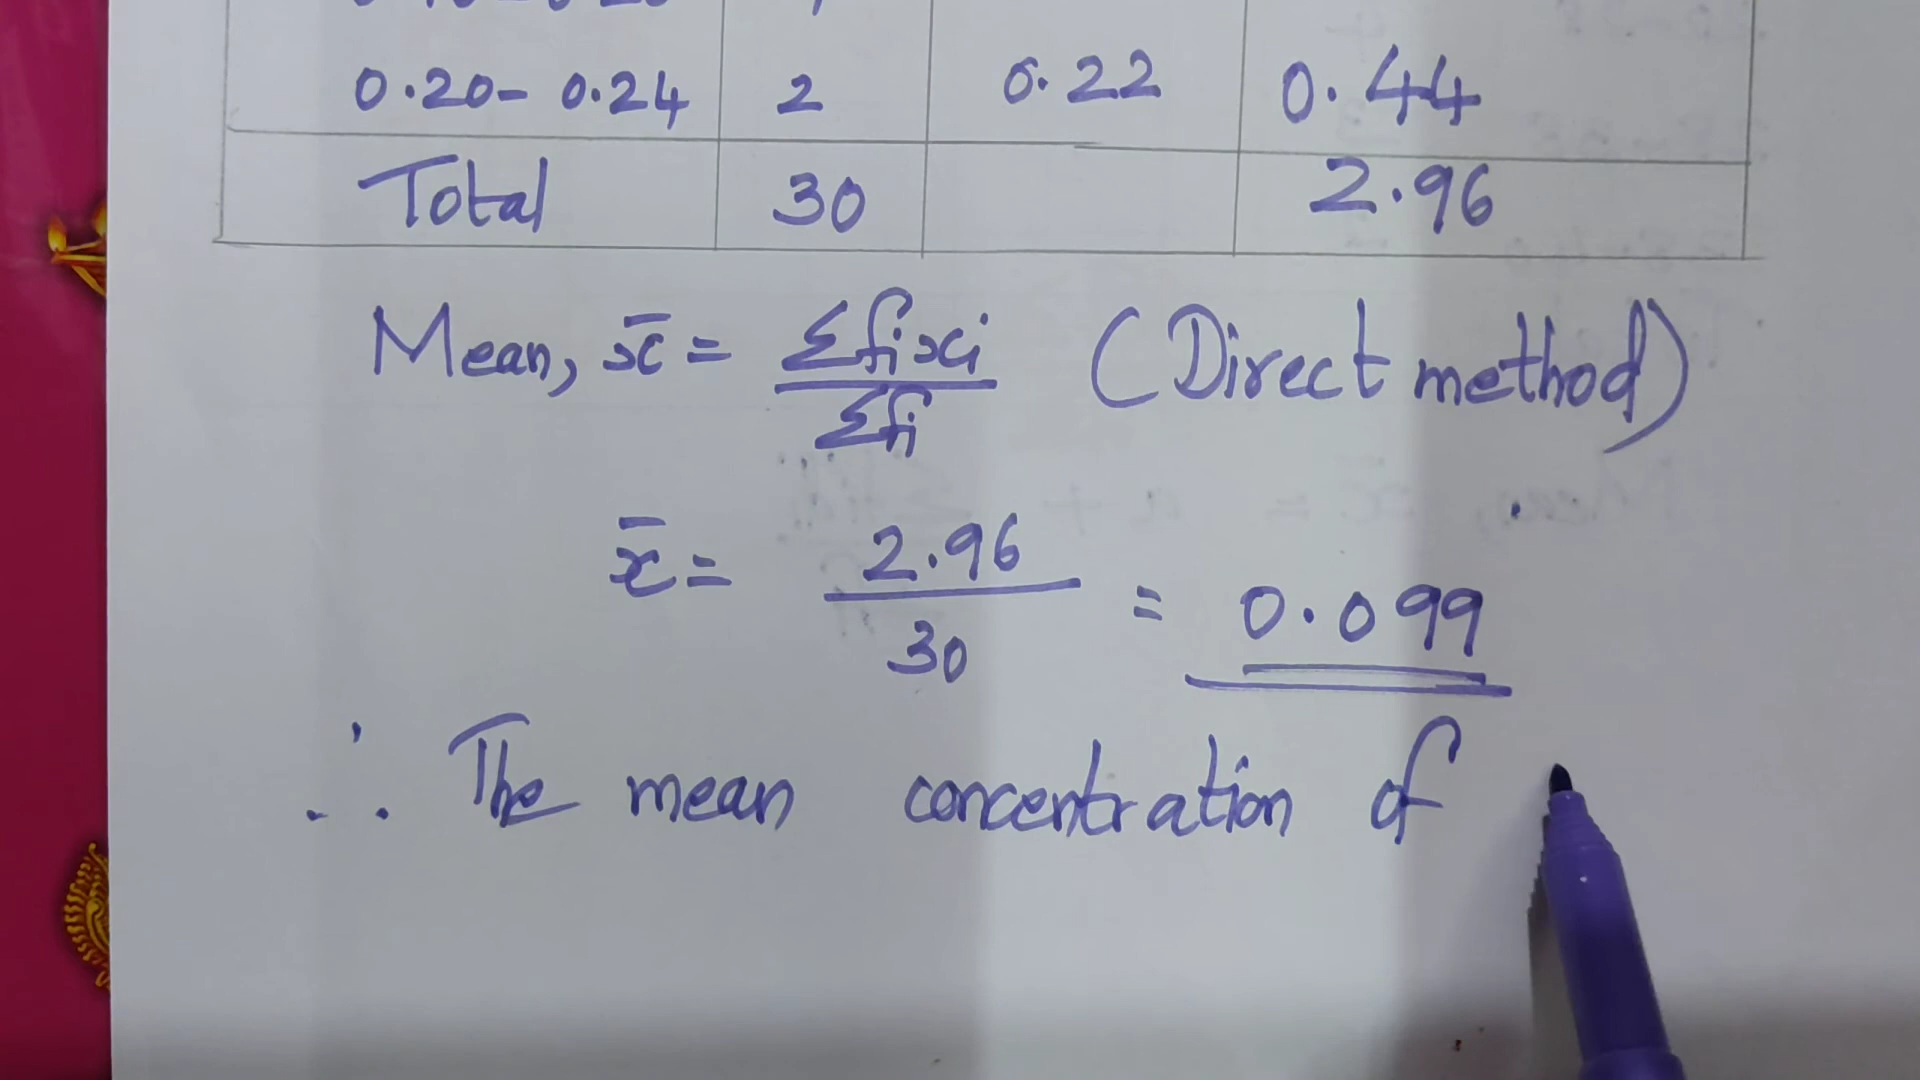 0.20- 0.24 2 0.22 0.44
Total 30 2.96
Mean, x̄ = Σfixi / Σfi (Direct method)
x̄ = 2.96 / 30 = 0.099
∴ The mean concentration of